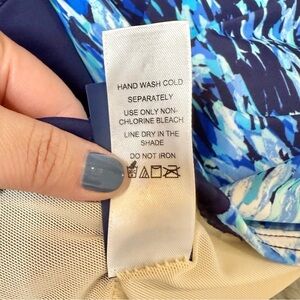 HAND WASH COLD
SEPARATELY
USE ONLY NON-
CHLORINE BLEACH
LINE DRY IN THE
SHADE
DO NOT IRON